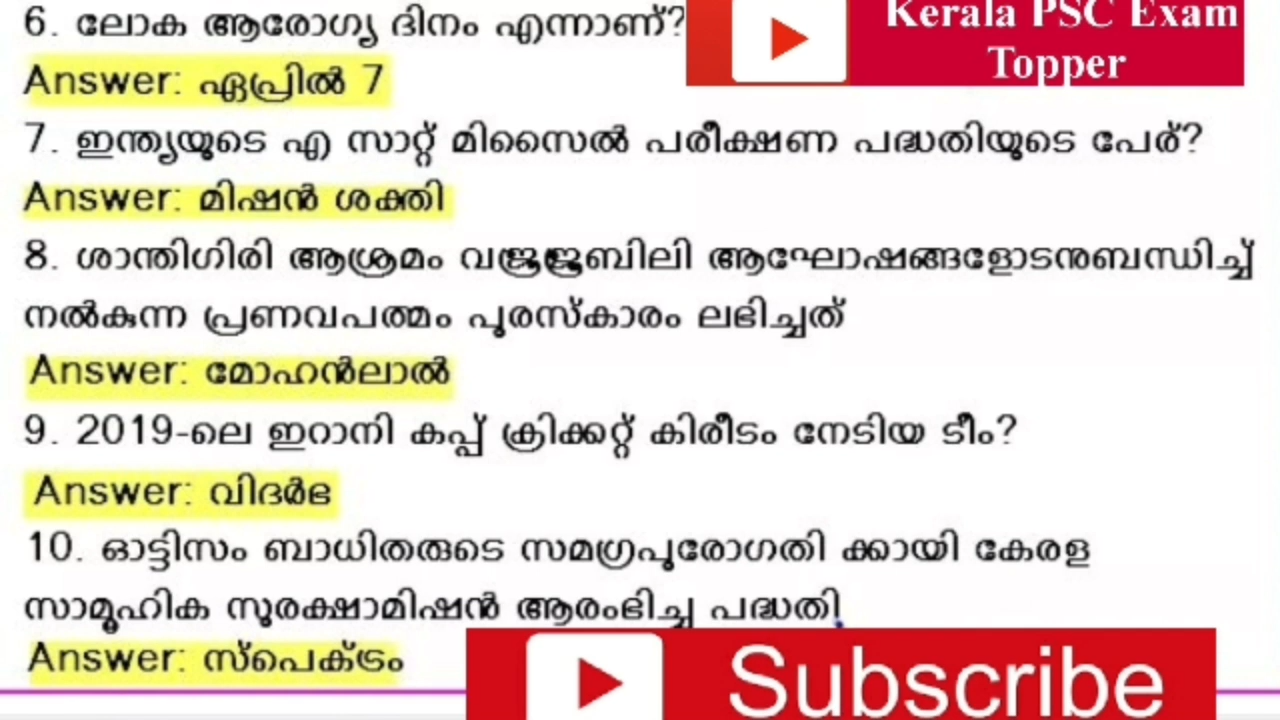 6. ലോക ആരോഗ്യ ദിനം എന്നാണ്?
Kerala PSC Exam
Topper
Answer: ഏപ്രിൽ 7
7. ഇന്ത്യയുടെ എ സാറ്റ് മിസൈൽ പരീക്ഷണ പദ്ധതിയുടെ പേര്?
Answer: മിഷൻ ശക്തി
8. ശാന്തിഗിരി ആശ്രമം വജ്രജൂബിലി ആഘോഷങ്ങളോടനുബന്ധിച്ച്
നൽകുന്ന പ്രണവപത്മം പുരസ്കാരം ലഭിച്ചത്
Answer: മോഹൻലാൽ
9. 2019-ലെ ഇറാനി കപ്പ് ക്രിക്കറ്റ് കിരീടം നേടിയ ടീം?
Answer: വിദർഭ
10. ഓട്ടിസം ബാധിതരുടെ സമഗ്രപുരോഗതി ക്കായി കേരള
സാമൂഹിക സുരക്ഷാമിഷൻ ആരംഭിച്ച പദ്ധതി
Answer: സ്പെക്ട്രം
Subscribe